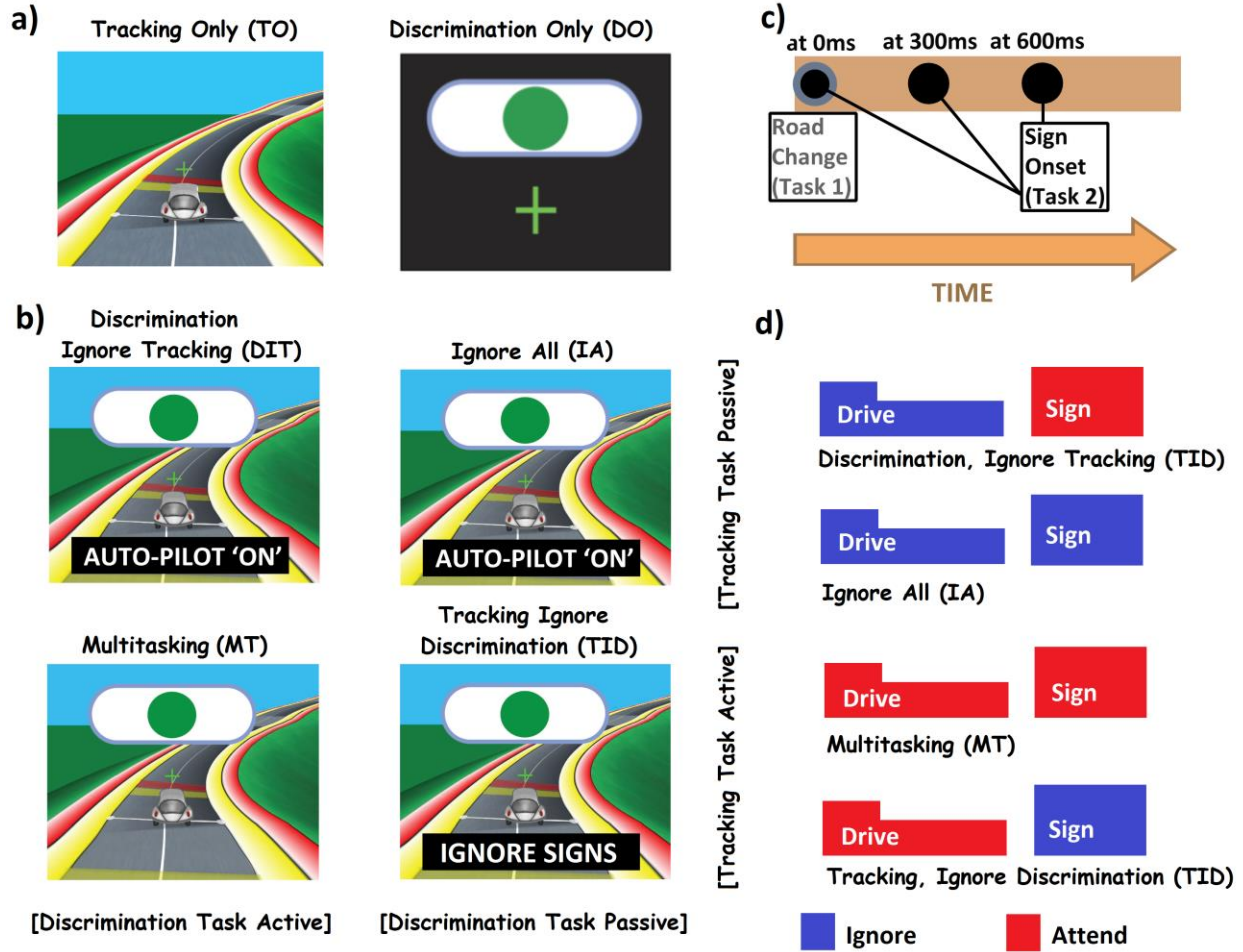 a)
Tracking Only (TO)
Discrimination Only (DO)
b)
Discrimination
Ignore Tracking (DIT)
AUTO-PILOT ‘ON’
Ignore All (IA)
AUTO-PILOT ‘ON’
[Tracking Task Passive]
Multitasking (MT)
Tracking Ignore
Discrimination (TID)
IGNORE SIGNS
[Tracking Task Active]
[Discrimination Task Active]
[Discrimination Task Passive]
c)
at 0ms
at 300ms
at 600ms
Road
Change
(Task 1)
Sign
Onset
(Task 2)
TIME
d)
Drive
Sign
Discrimination, Ignore Tracking (TID)
Drive
Sign
Ignore All (IA)
Drive
Sign
Multitasking (MT)
Drive
Sign
Tracking, Ignore Discrimination (TID)
Ignore
Attend